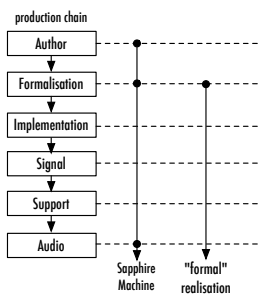 production chain
Author
Formalisation
Implementation
Signal
Support
Audio
Sapphire
Machine
"formal"
realisation